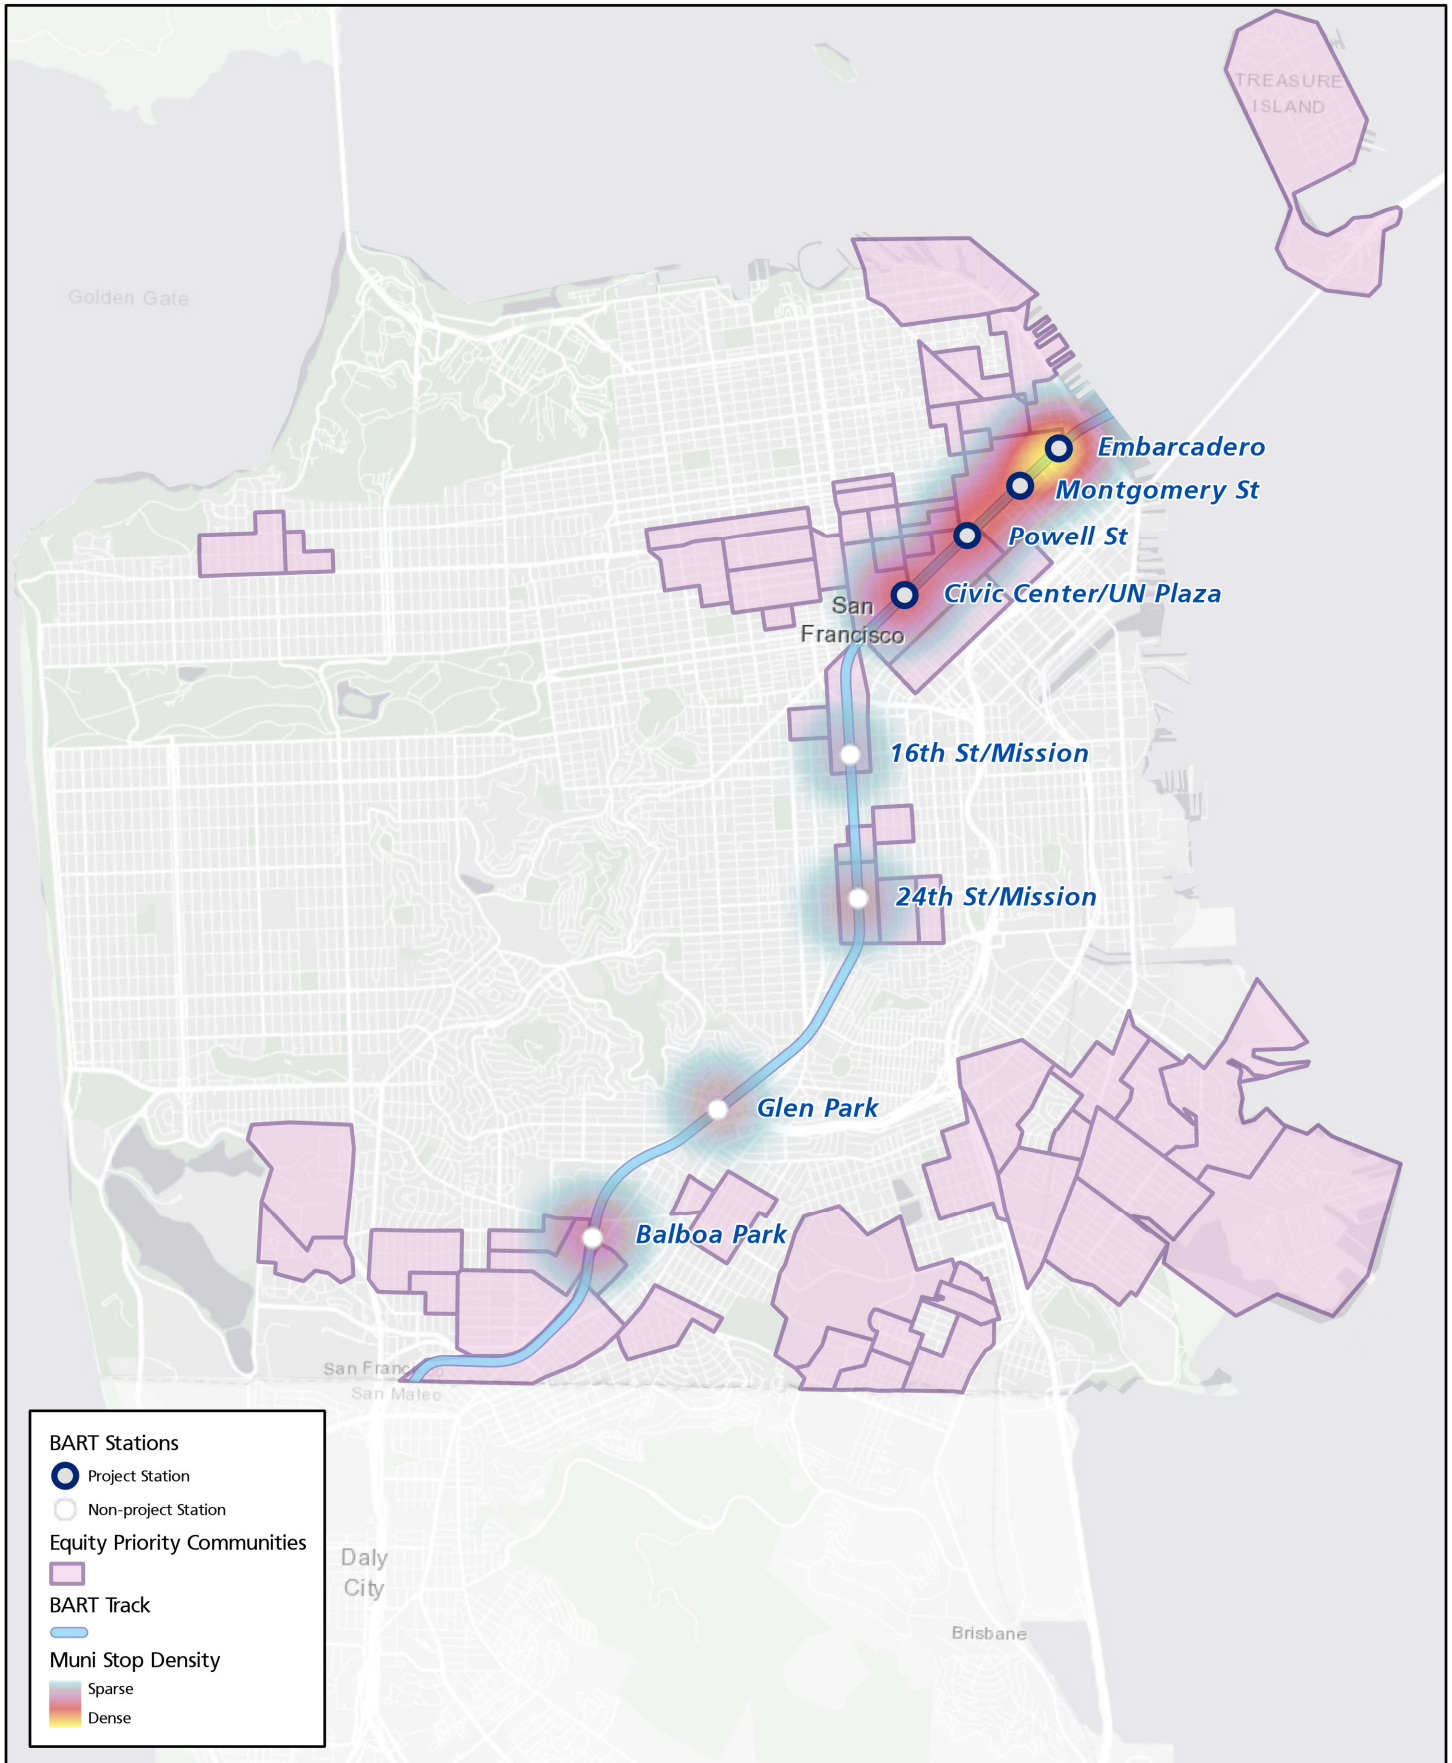 TREASURE
ISLAND
Golden Gate
Embarcadero
Montgomery St
Powell St
Civic Center/UN Plaza
San
Francisco
16th St/Mission
24th St/Mission
Glen Park
Balboa Park
San Franc
San Mateo
BART Stations
Project Station
Non-project Station
Equity Priority Communities
BART Track
Muni Stop Density
Sparse
Dense
Daly
City
Brisbane